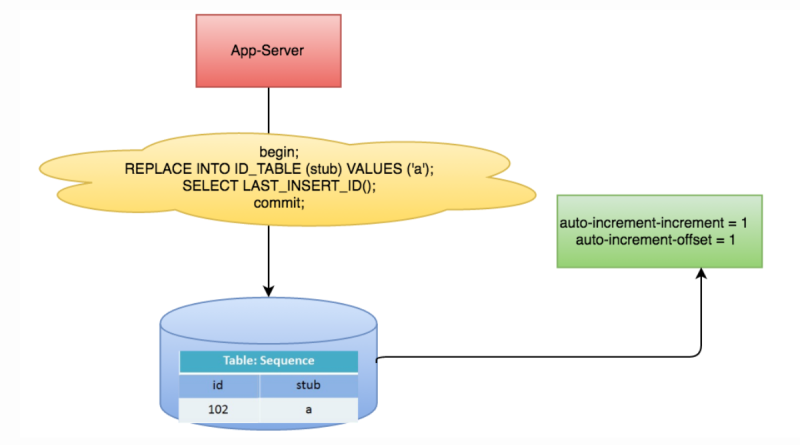 App-Server
begin;
REPLACE INTO ID_TABLE (stub) VALUES ('a');
SELECT LAST_INSERT_ID();
commit;
auto-increment-increment = 1
auto-increment-offset = 1
Table: Sequence
id stub
102 a